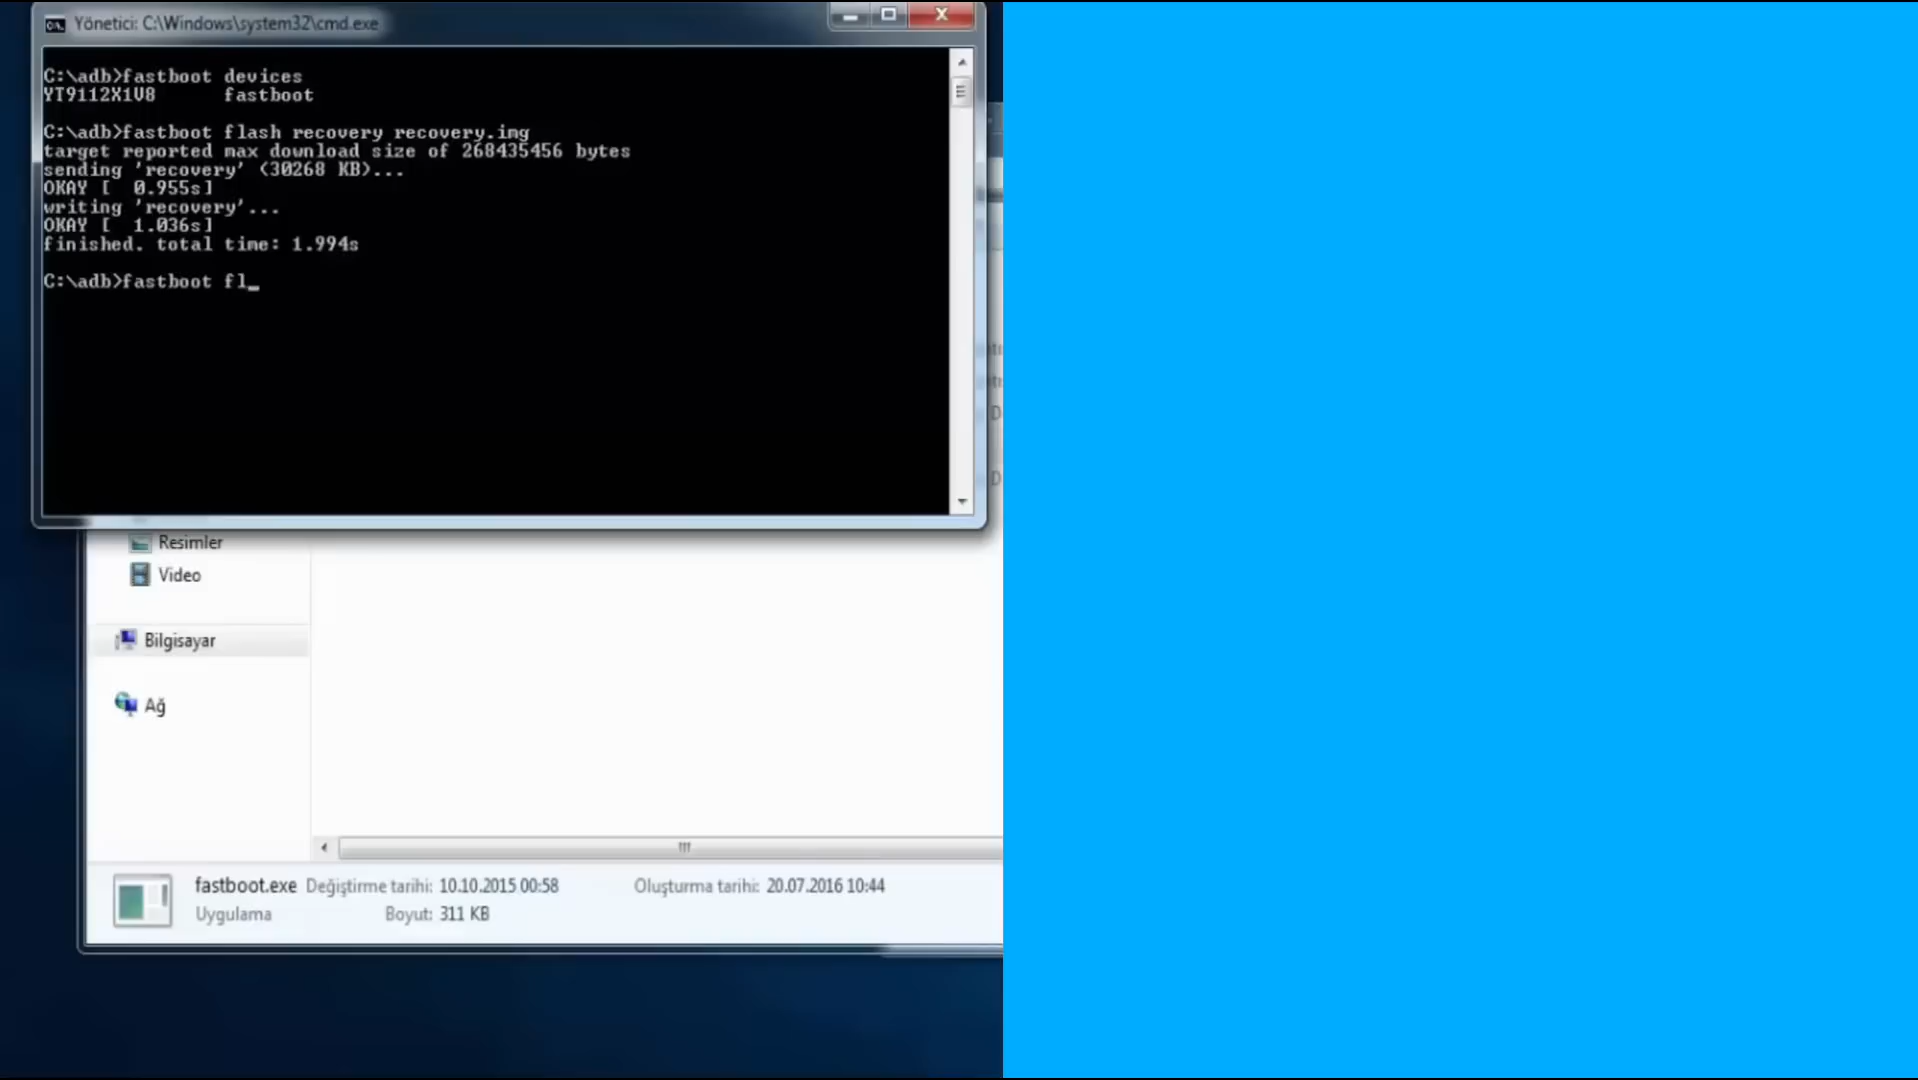 Yönetici: C:\Windows\system32\cmd.exe
C:\adb>fastboot devices
YT9112X1V8 fastboot
C:\adb>fastboot flash recovery recovery.img
target reported max download size of 268435456 bytes
sending 'recovery' (30268 KB)...
OKAY [ 0.955s]
writing 'recovery'...
OKAY [ 1.036s]
finished. total time: 1.994s
C:\adb>fastboot fl_
Resimler
Video
Bilgisayar
Ağ
fastboot.exe Değiştirme tarihi: 10.10.2015 00:58 Oluşturma tarihi: 20.07.2016 10:44
Uygulama Boyut: 311 KB